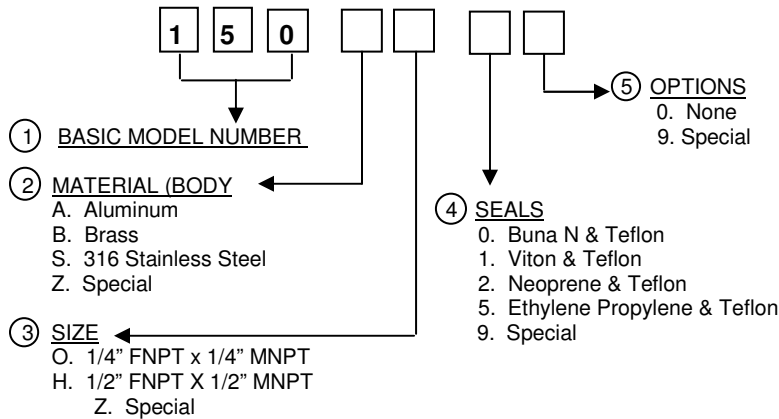 1 5 0
1 BASIC MODEL NUMBER
2 MATERIAL (BODY
A. Aluminum
B. Brass
S. 316 Stainless Steel
Z. Special
3 SIZE
O. 1/4” FNPT x 1/4” MNPT
H. 1/2” FNPT X 1/2” MNPT
Z. Special
4 SEALS
0. Buna N & Teflon
1. Viton & Teflon
2. Neoprene & Teflon
5. Ethylene Propylene & Teflon
9. Special
5 OPTIONS
0. None
9. Special